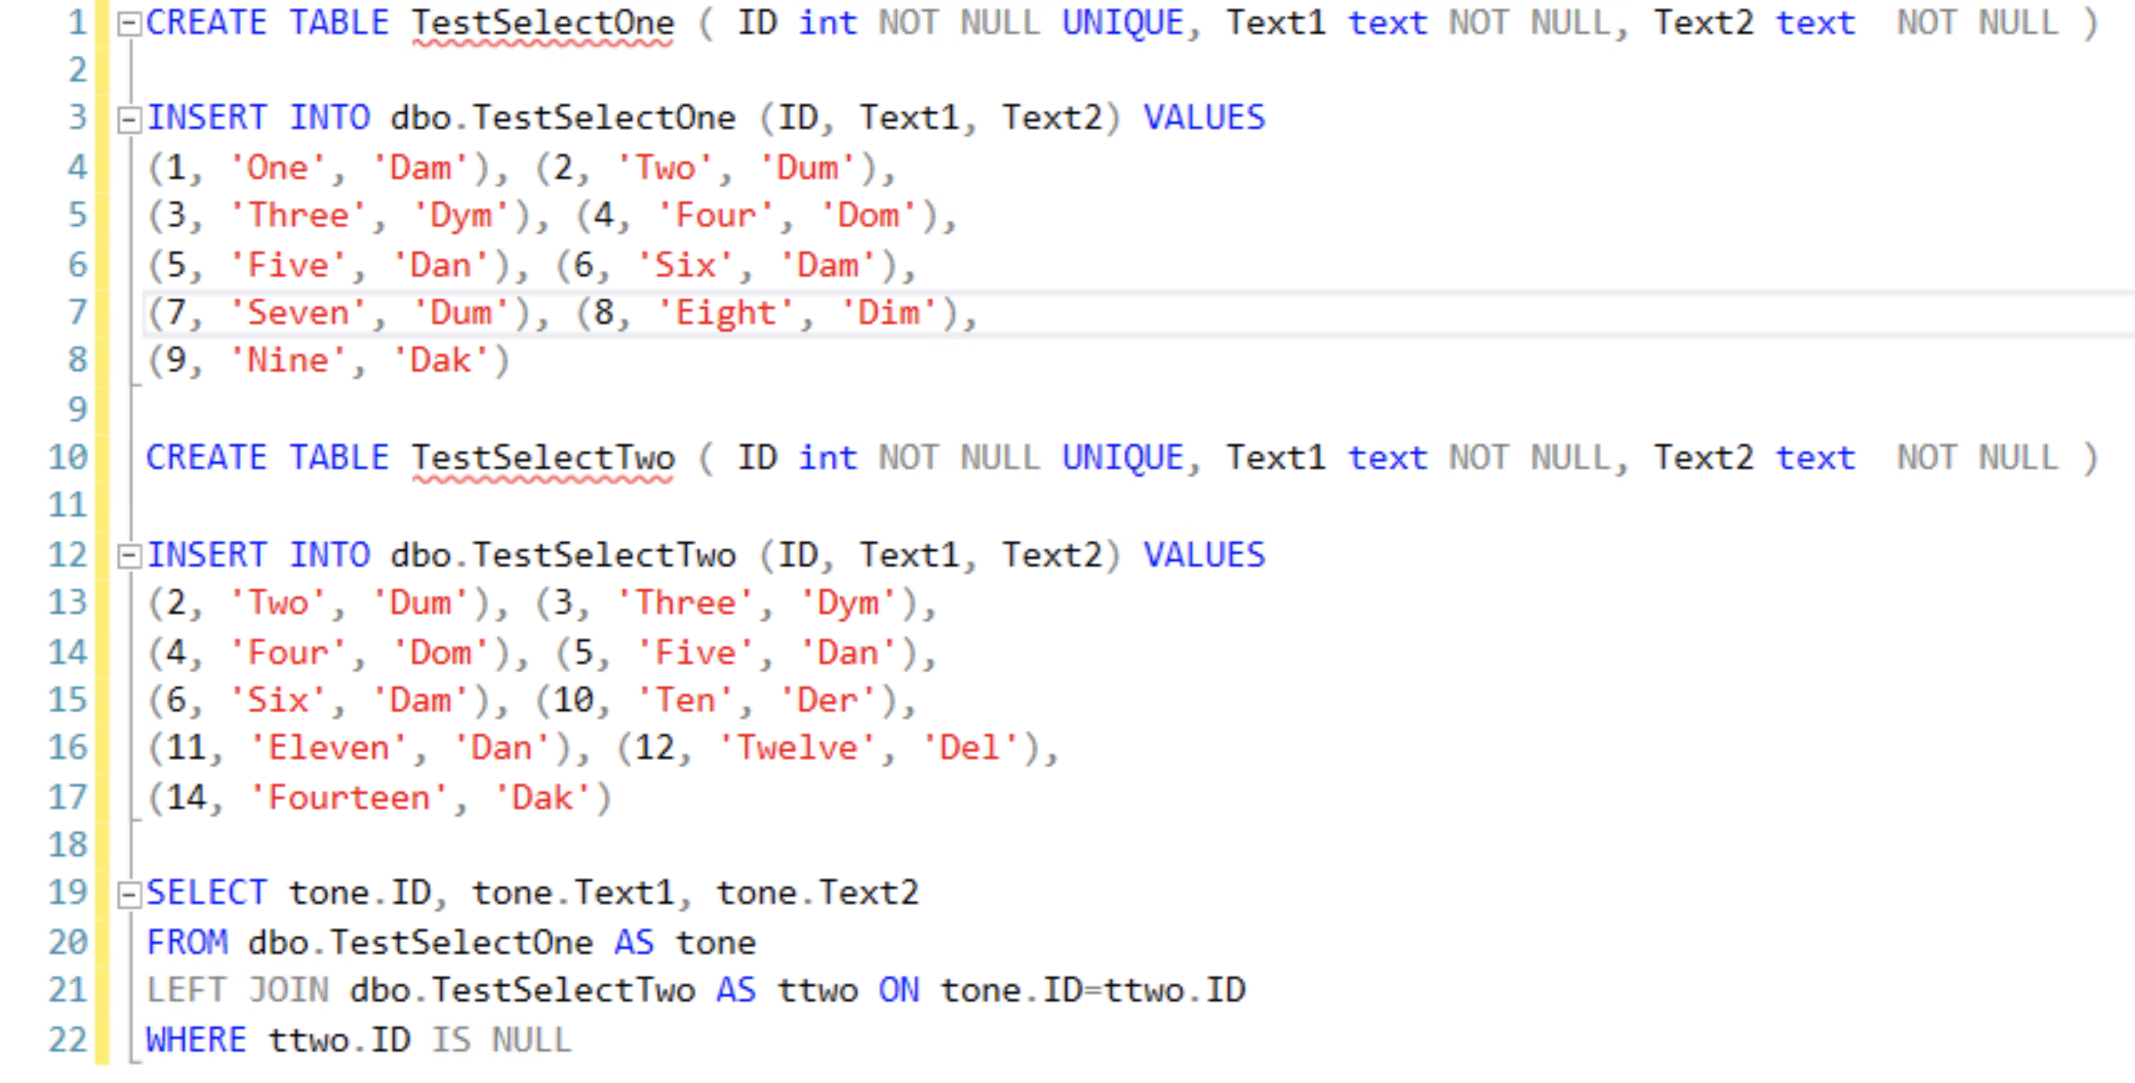 1 CREATE TABLE TestSelectOne ( ID int NOT NULL UNIQUE, Text1 text NOT NULL, Text2 text  NOT NULL )
2
3 INSERT INTO dbo.TestSelectOne (ID, Text1, Text2) VALUES
4 (1, 'One', 'Dam'), (2, 'Two', 'Dum'),
5 (3, 'Three', 'Dym'), (4, 'Four', 'Dom'),
6 (5, 'Five', 'Dan'), (6, 'Six', 'Dam'),
7 (7, 'Seven', 'Dum'), (8, 'Eight', 'Dim'),
8 (9, 'Nine', 'Dak')
9
10 CREATE TABLE TestSelectTwo ( ID int NOT NULL UNIQUE, Text1 text NOT NULL, Text2 text  NOT NULL )
11
12 INSERT INTO dbo.TestSelectTwo (ID, Text1, Text2) VALUES
13 (2, 'Two', 'Dum'), (3, 'Three', 'Dym'),
14 (4, 'Four', 'Dom'), (5, 'Five', 'Dan'),
15 (6, 'Six', 'Dam'), (10, 'Ten', 'Der'),
16 (11, 'Eleven', 'Dan'), (12, 'Twelve', 'Del'),
17 (14, 'Fourteen', 'Dak')
18
19 SELECT tone.ID, tone.Text1, tone.Text2
20 FROM dbo.TestSelectOne AS tone
21 LEFT JOIN dbo.TestSelectTwo AS ttwo ON tone.ID=ttwo.ID
22 WHERE ttwo.ID IS NULL